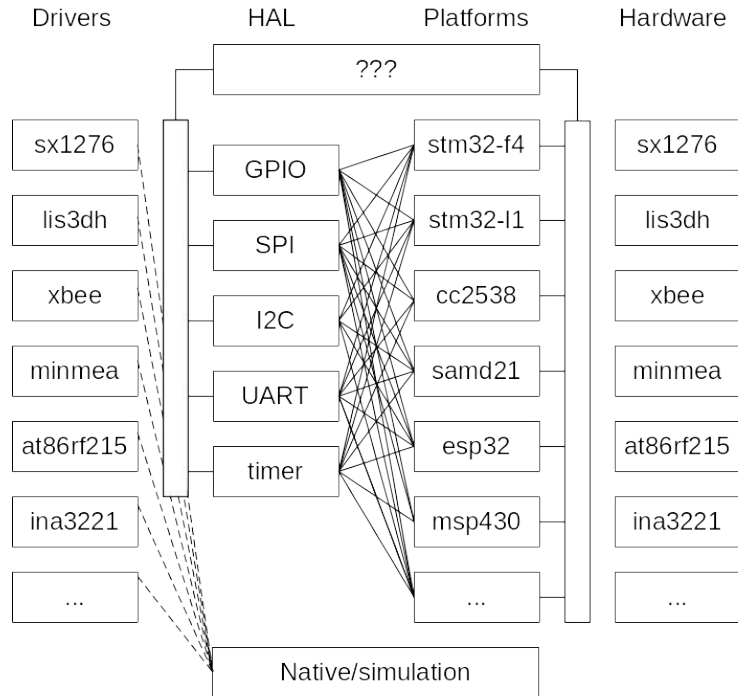 Drivers HAL Platforms Hardware
???
sx1276 stm32-f4 sx1276
GPIO
lis3dh stm32-l1 lis3dh
SPI
xbee cc2538 xbee
I2C
minmea samd21 minmea
UART
at86rf215 esp32 at86rf215
timer
ina3221 msp430 ina3221
... ... ...
Native/simulation